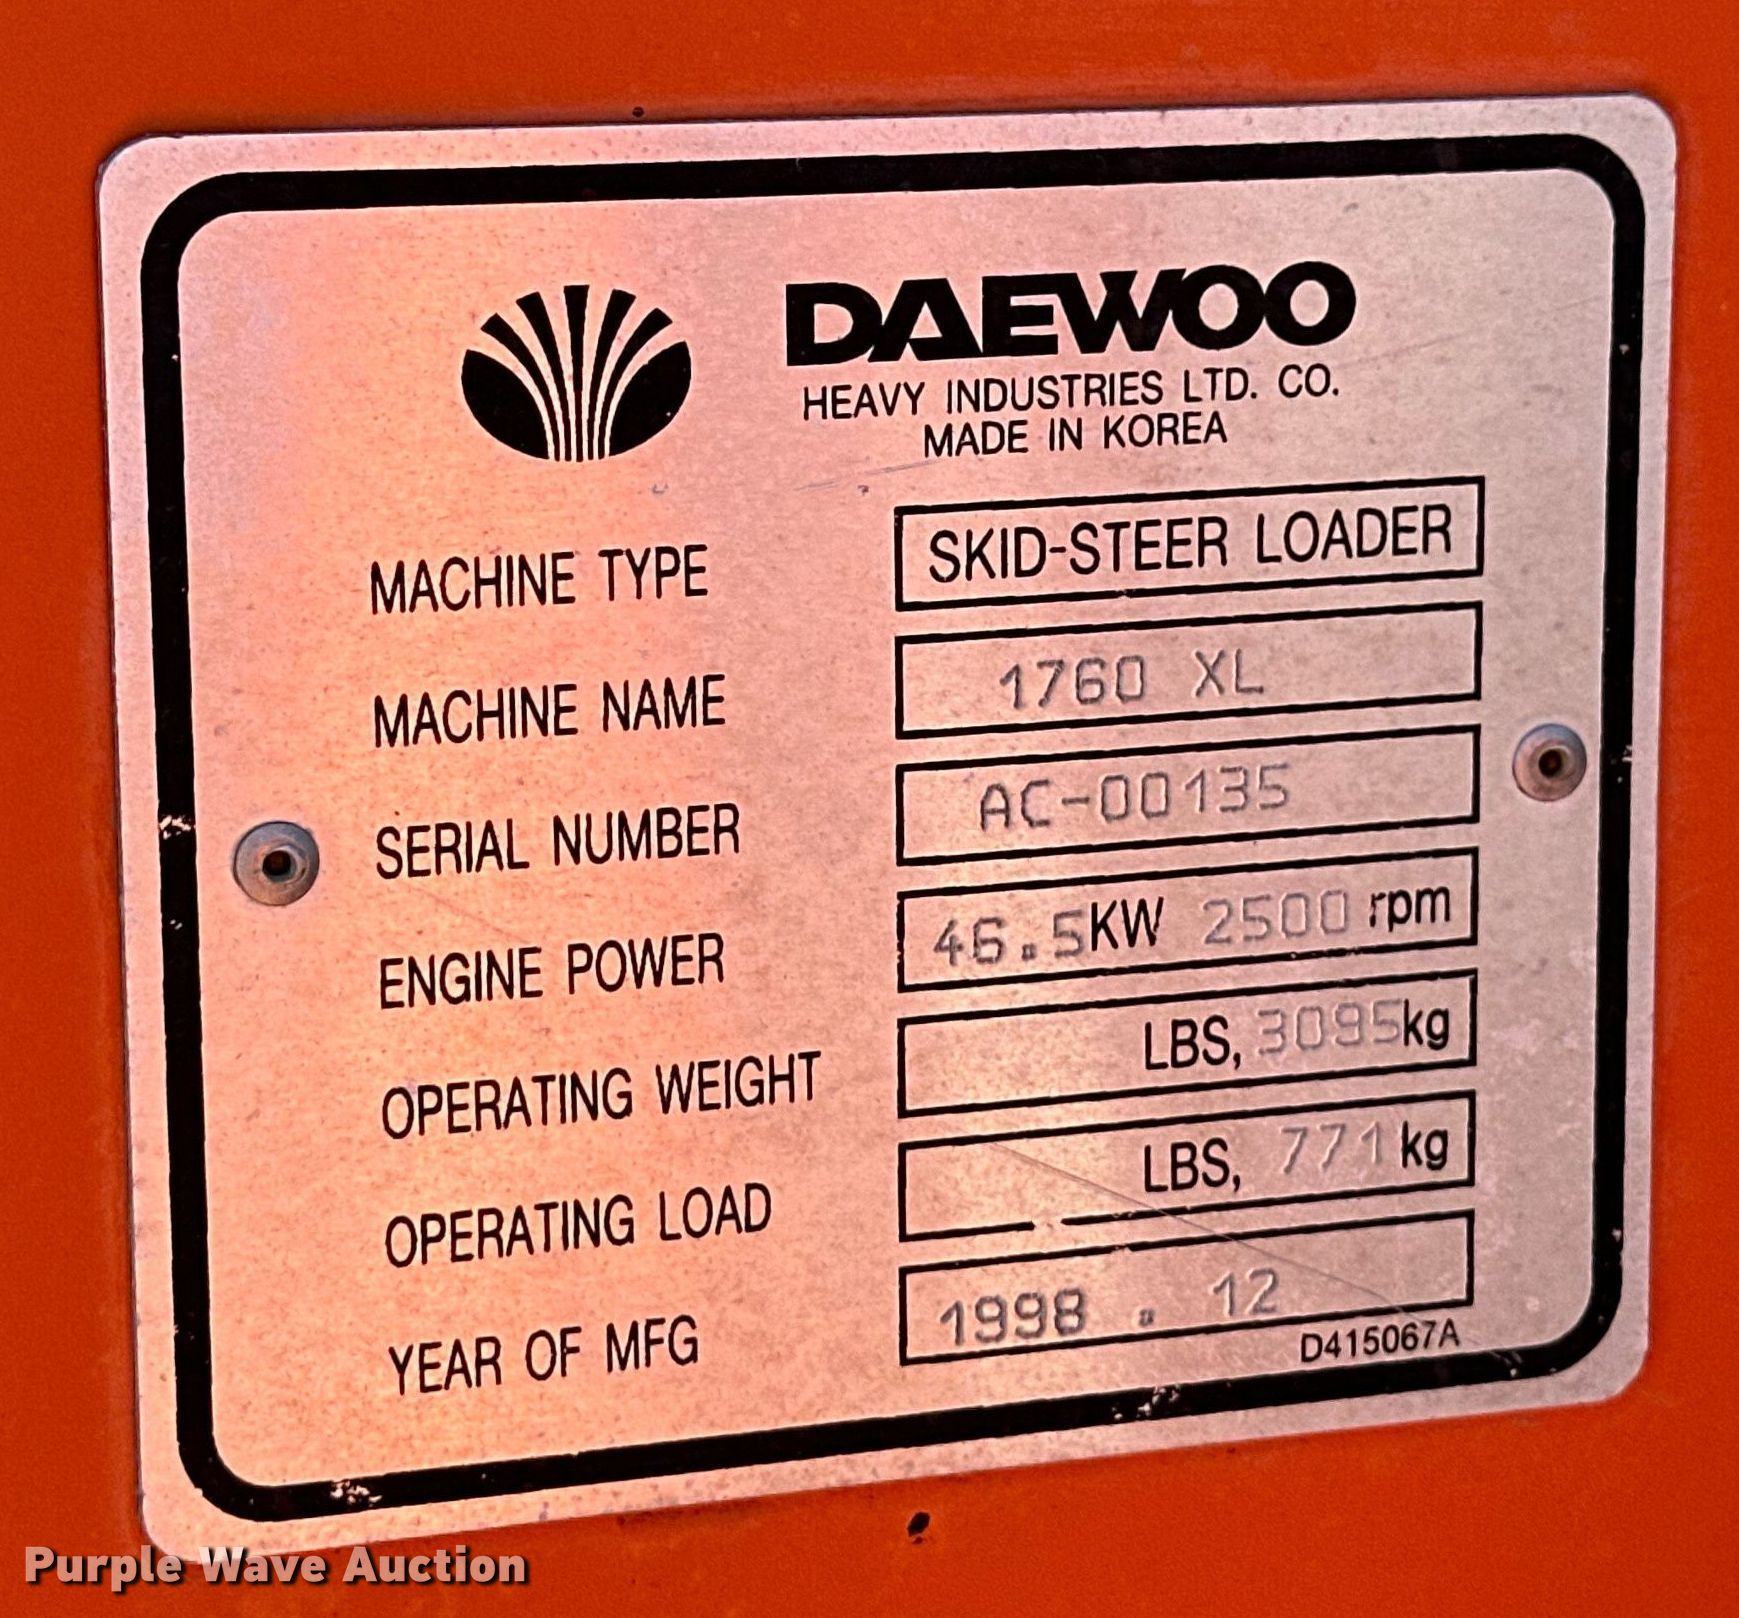 DAEWOO
HEAVY INDUSTRIES LTD. CO.
MADE IN KOREA
MACHINE TYPE SKID-STEER LOADER
MACHINE NAME 1760 XL
SERIAL NUMBER AC-00135
ENGINE POWER 46.5KW 2500 rpm
OPERATING WEIGHT LBS, 3095kg
OPERATING LOAD LBS, 771kg
YEAR OF MFG 1998 . 12
D415067A
Purple Wave Auction